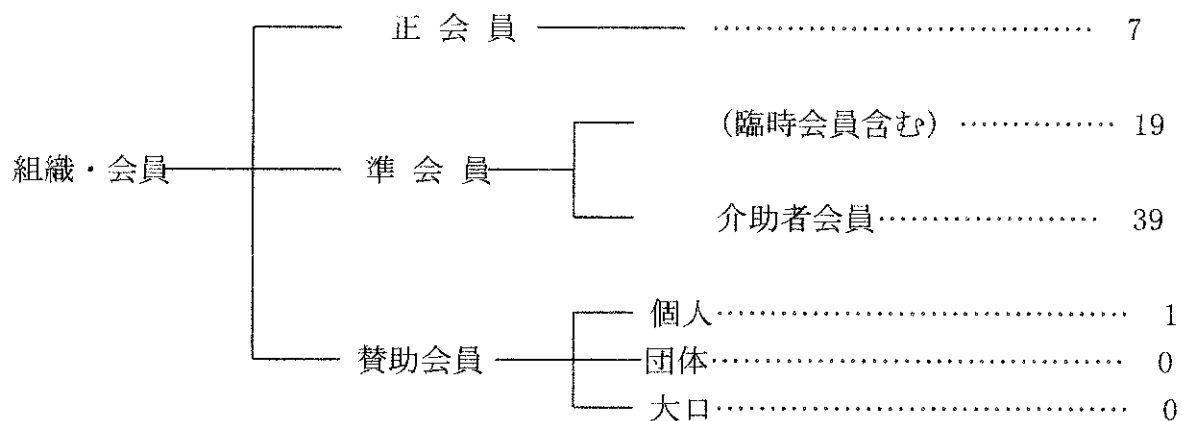 正会員 ……………………………… 7
(臨時会員含む) …………… 19
組織・会員 準会員
介助者会員………………… 39
個人……………………………… 1
賛助会員 団体……………………………… 0
大口……………………………… 0